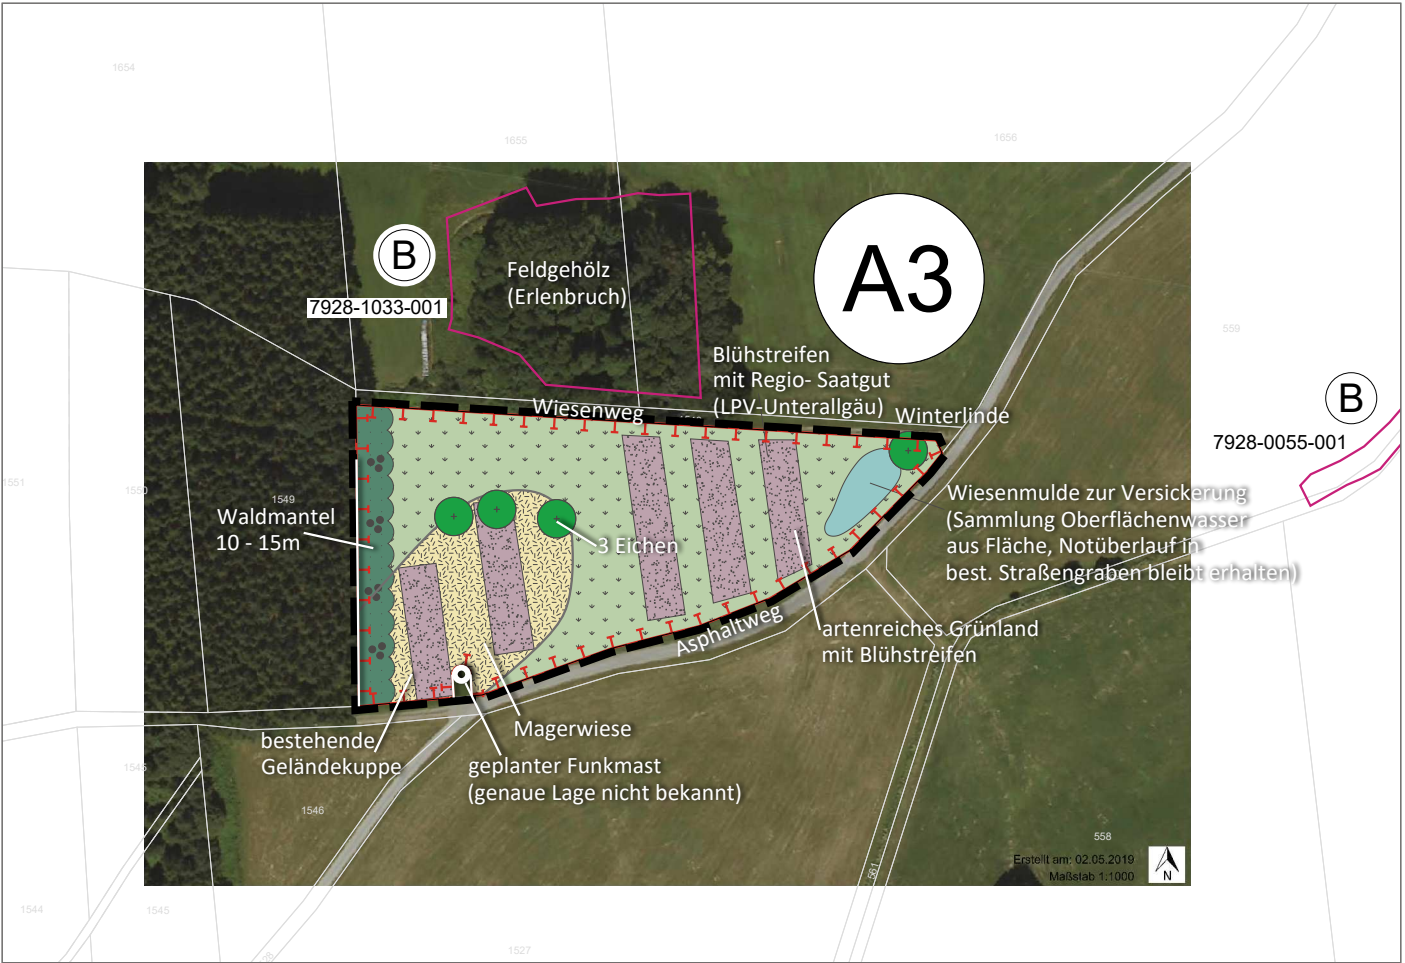 1654
1655
1656
A3
B
7928-1033-001
Feldgehölz
(Erlenbruch)
559
Blühstreifen
mit Regio- Saatgut
(LPV-Unterallgäu)
Wiesenweg
Winterlinde
B
7928-0055-001
1551
1550
1549
Waldmantel
10 - 15m
3 Eichen
Wiesenmulde zur Versickerung
(Sammlung Oberflächenwasser
aus Fläche, Notüberlauf in
best. Straßengraben bleibt erhalten)
Asphaltweg
artenreiches Grünland
mit Blühstreifen
bestehende
Geländekuppe
Magerwiese
geplanter Funkmast
(genaue Lage nicht bekannt)
1546
558
561
Erstellt am: 02.05.2019
Maßstab 1:1000
N
1544
1545
1527